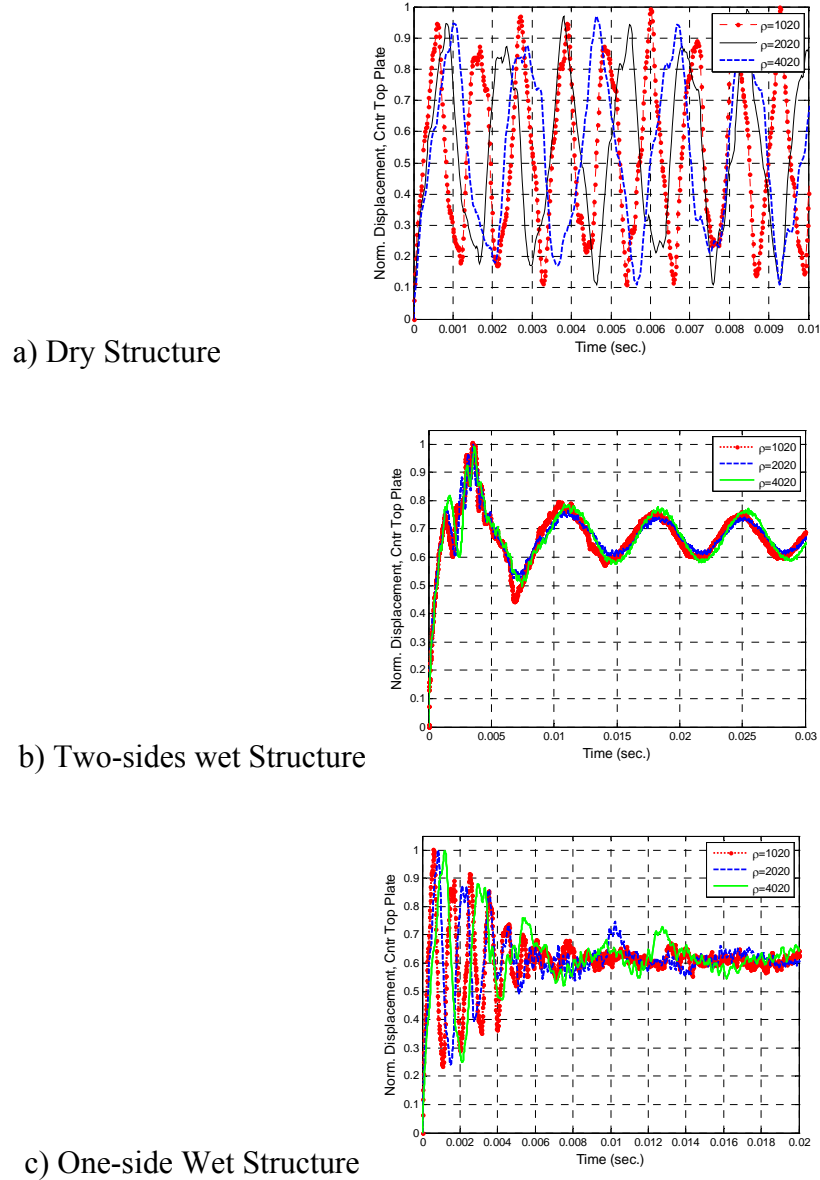 Norm. Displacement, Cntr Top Plate
1
0.9
0.8
0.7
0.6
0.5
0.4
0.3
0.2
0.1
0
ρ=1020
ρ=2020
ρ=4020
0 0.001 0.002 0.003 0.004 0.005 0.006 0.007 0.008 0.009 0.01
Time (sec.)
a) Dry Structure
Norm. Displacement, Cntr Top Plate
1
0.9
0.8
0.7
0.6
0.5
0.4
0.3
0.2
0.1
0
ρ=1020
ρ=2020
ρ=4020
0 0.005 0.01 0.015 0.02 0.025 0.03
Time (sec.)
b) Two-sides wet Structure
Norm. Displacement, Cntr Top Plate
1
0.9
0.8
0.7
0.6
0.5
0.4
0.3
0.2
0.1
0
ρ=1020
ρ=2020
ρ=4020
0 0.002 0.004 0.006 0.008 0.01 0.012 0.014 0.016 0.018 0.02
Time (sec.)
c) One-side Wet Structure